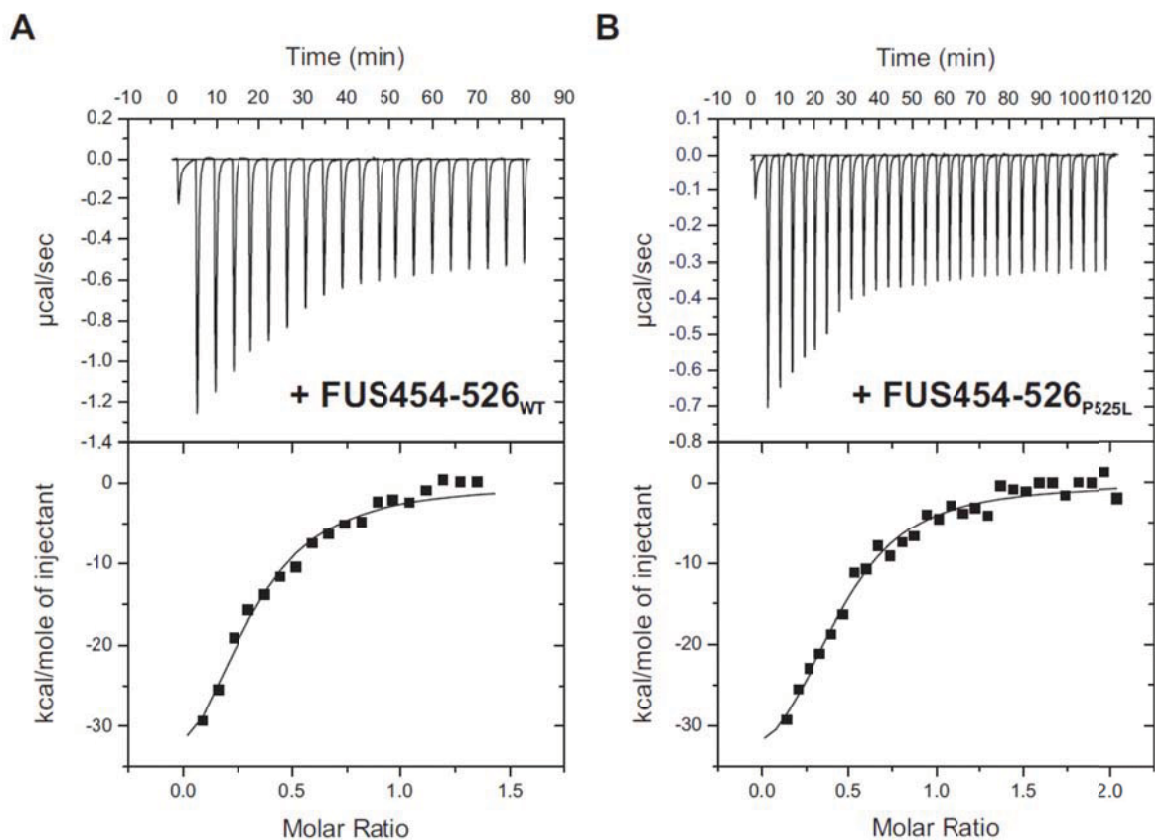 A
Time (min)
-10 0 10 20 30 40 50 60 70 80 90
0.2
0.0
-0.2
-0.4
-0.6
-0.8
-1.0
-1.2
-1.4
µcal/sec
+ FUS454-526WT
0
-10
-20
-30
kcal/mole of injectant
0.0 0.5 1.0 1.5
Molar Ratio
B
Time (min)
-10 0 10 20 30 40 50 60 70 80 90 100 110 120
0.1
0.0
-0.1
-0.2
-0.3
-0.4
-0.5
-0.6
-0.7
-0.8
µcal/sec
+ FUS454-526P525L
0
-10
-20
-30
kcal/mole of injectant
0.0 0.5 1.0 1.5 2.0
Molar Ratio